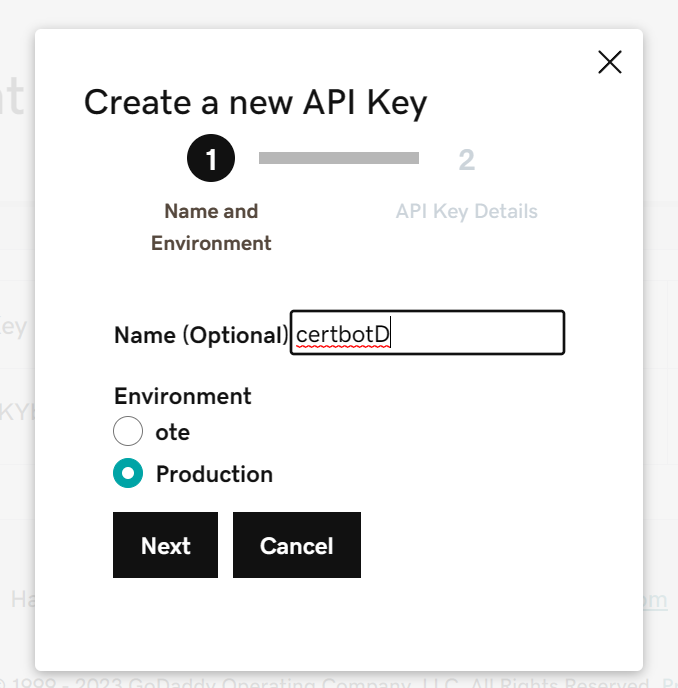 Create a new API Key
1
2
Name and
Environment
API Key Details
Name (Optional) certbotD
Environment
ote
Production
Next
Cancel
© 1999 - 2023 GoDaddy Operating Company, LLC. All Rights Reserved.